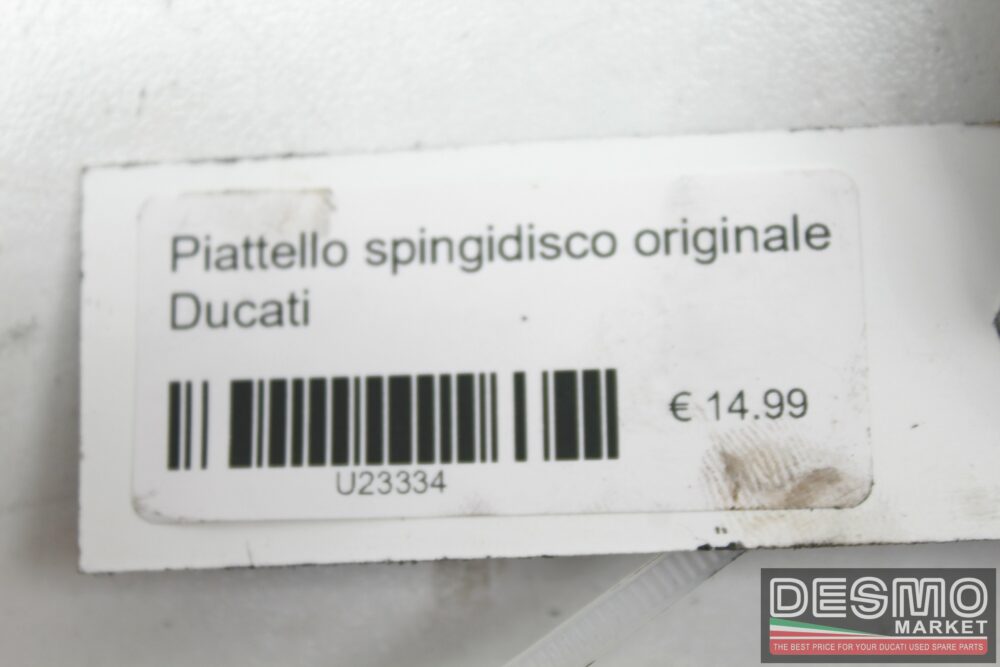 Piattello spingidisco originale
Ducati
€ 14.99
U23334
DESMO
MARKET
THE BEST PRICE FOR YOUR DUCATI USED SPARE PARTS